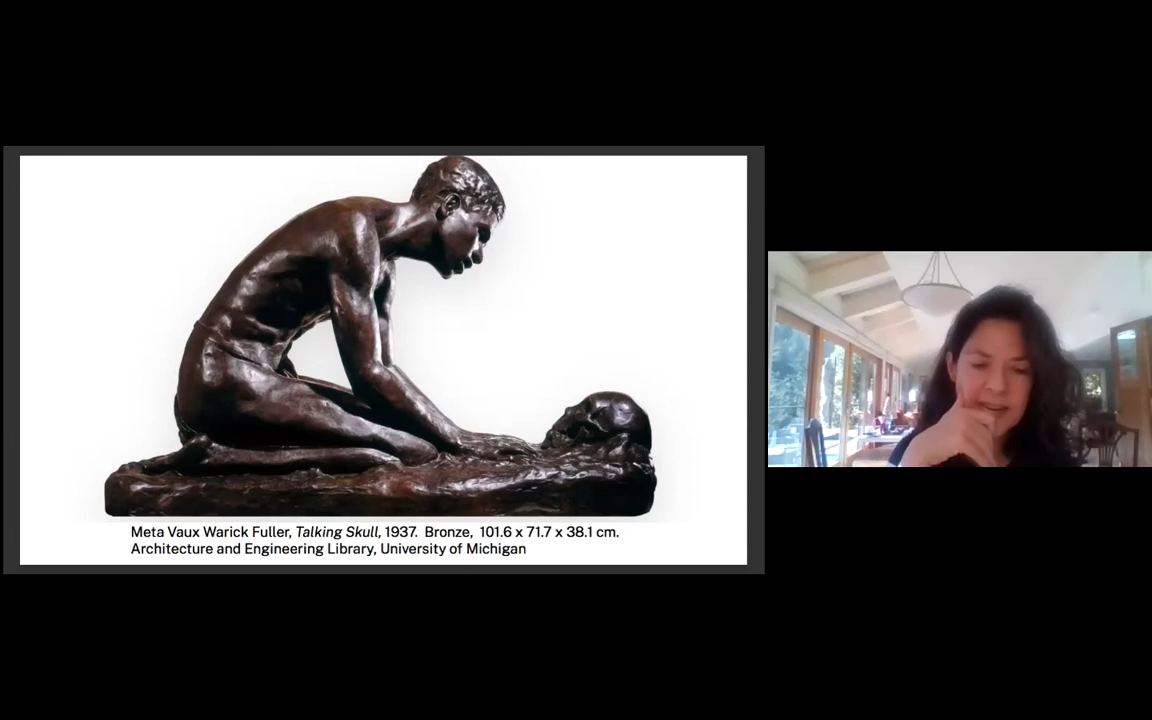 Meta Vaux Warick Fuller, Talking Skull, 1937. Bronze, 101.6 x 71.7 x 38.1 cm.
Architecture and Engineering Library, University of Michigan